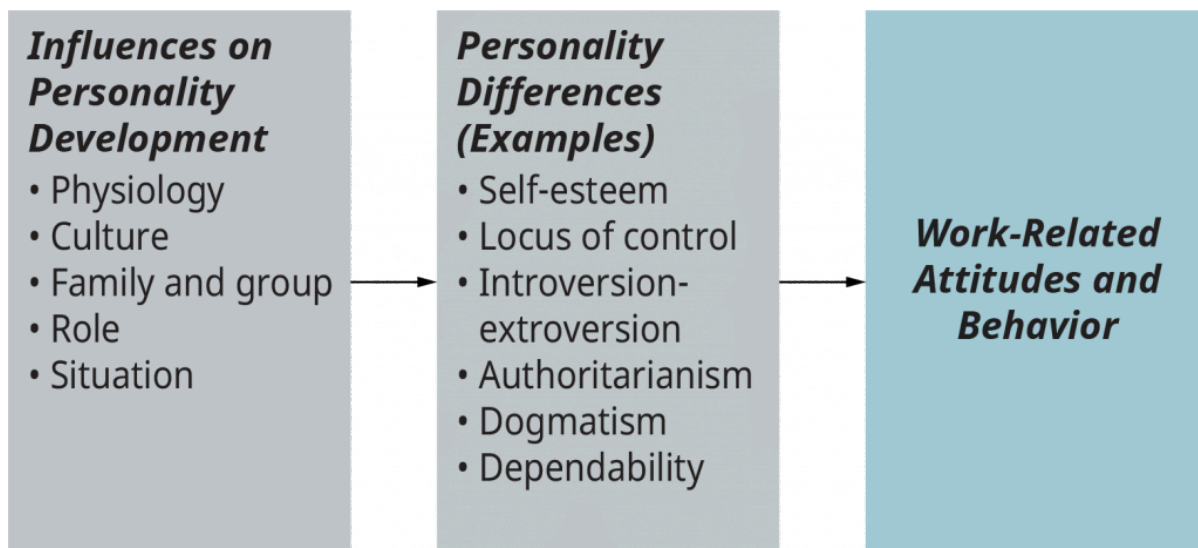 Influences on
Personality
Development
• Physiology
• Culture
• Family and group
• Role
• Situation
Personality
Differences
(Examples)
• Self-esteem
• Locus of control
• Introversion-
extroversion
• Authoritarianism
• Dogmatism
• Dependability
Work-Related
Attitudes and
Behavior